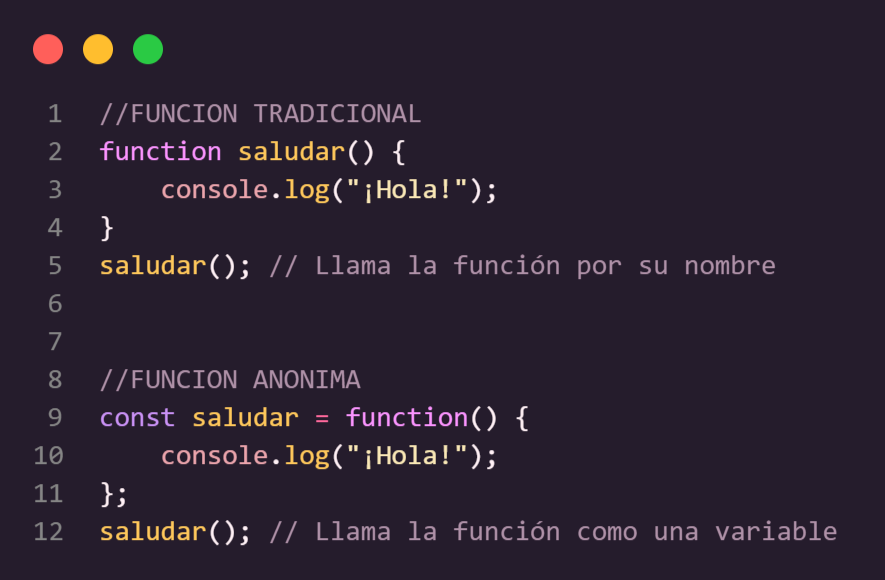 1 //FUNCION TRADICIONAL
2 function saludar() {
3     console.log("¡Hola!");
4 }
5 saludar(); // Llama la función por su nombre
6
7
8 //FUNCION ANONIMA
9 const saludar = function() {
10     console.log("¡Hola!");
11 };
12 saludar(); // Llama la función como una variable